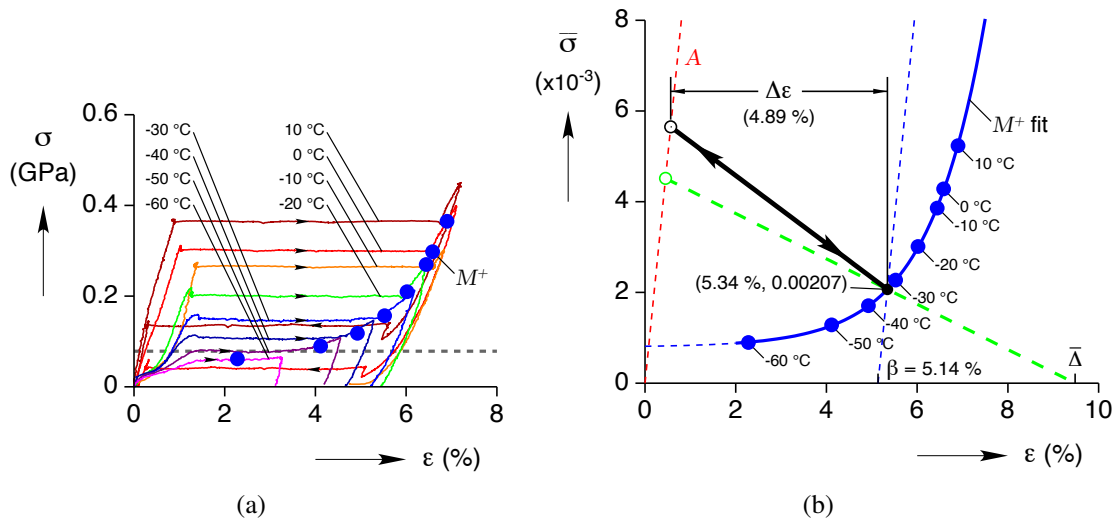 σ
(GPa)
0.6
0.4
0.2
0
-30 °C
-40 °C
-50 °C
-60 °C
10 °C
0 °C
-10 °C
-20 °C
M⁺
0 2 4 6 8
ε (%)
(a)
σ̅
(x10⁻³)
8
6
4
2
0
A
Δε
(4.89 %)
M⁺ fit
10 °C
0 °C
-10 °C
-20 °C
(5.34 %, 0.00207)
-30 °C
-40 °C
-50 °C
-60 °C
Δ̅
β = 5.14 %
0 2 4 6 8 10
ε (%)
(b)